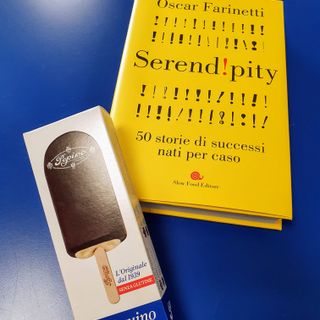 Oscar Farinetti
Serend!pity
50 storie di successi
nati per caso
Slow Food Editore
Pepino
L'Originale
dal 1939
SENZA GLUTINE